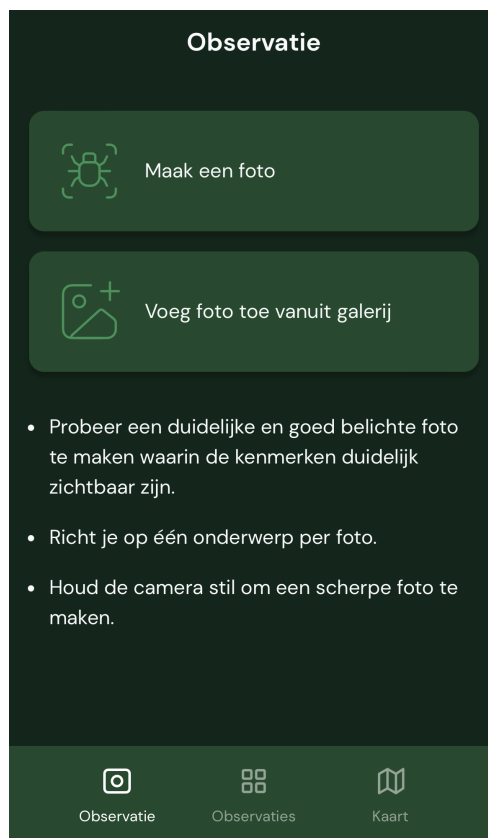 Observatie
Maak een foto
Voeg foto toe vanuit galerij
• Probeer een duidelijke en goed belichte foto
te maken waarin de kenmerken duidelijk
zichtbaar zijn.
• Richt je op één onderwerp per foto.
• Houd de camera stil om een scherpe foto te
maken.
Observatie
Observaties
Kaart